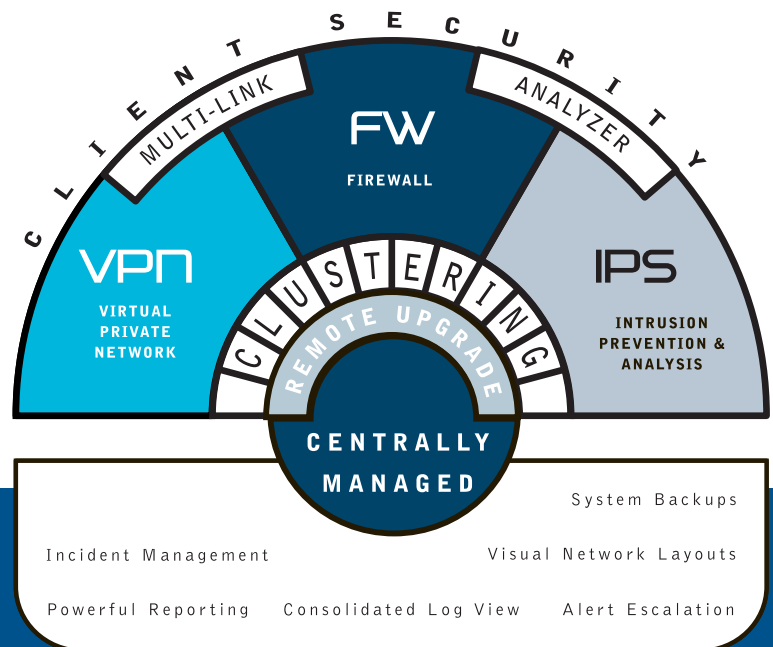 CLIENT SECURITY
MULTI-LINK
ANALYZER
FW
FIREWALL
VPN
VIRTUAL
PRIVATE
NETWORK
IPS
INTRUSION
PREVENTION &
ANALYSIS
CLUSTERING
REMOTE UPGRADE
CENTRALLY
MANAGED
System Backups
Incident Management
Visual Network Layouts
Powerful Reporting
Consolidated Log View
Alert Escalation